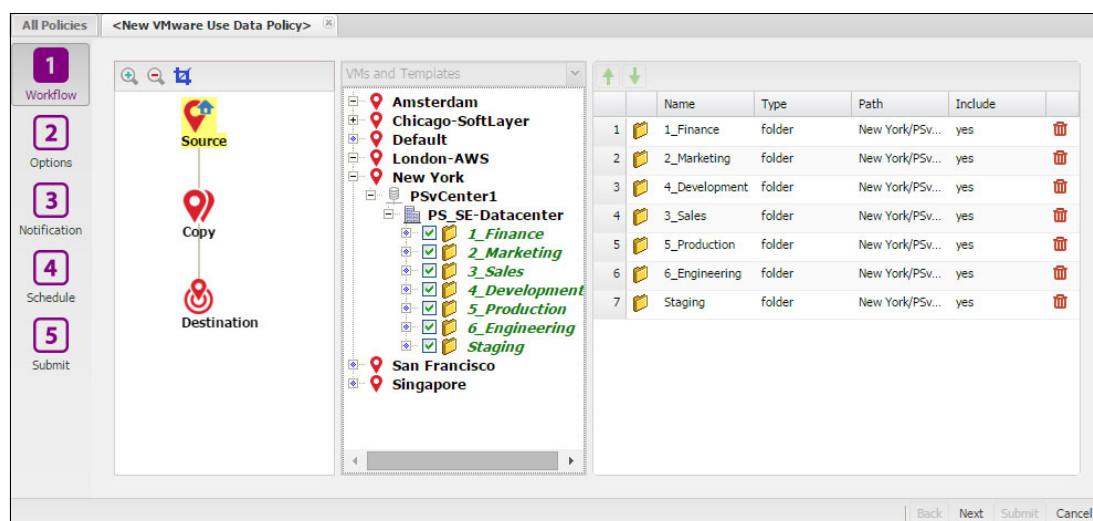 All Policies
<New VMware Use Data Policy>
1
Workflow
2
Options
3
Notification
4
Schedule
5
Submit
Source
Copy
Destination
VMs and Templates
Amsterdam
Chicago-SoftLayer
Default
London-AWS
New York
PSvCenter1
PS_SE-Datacenter
1_Finance
2_Marketing
3_Sales
4_Development
5_Production
6_Engineering
Staging
San Francisco
Singapore
Name Type Path Include
1 1_Finance folder New York/PSv... yes
2 2_Marketing folder New York/PSv... yes
3 4_Development folder New York/PSv... yes
4 3_Sales folder New York/PSv... yes
5 5_Production folder New York/PSv... yes
6 6_Engineering folder New York/PSv... yes
7 Staging folder New York/PSv... yes
Back Next Submit Cancel